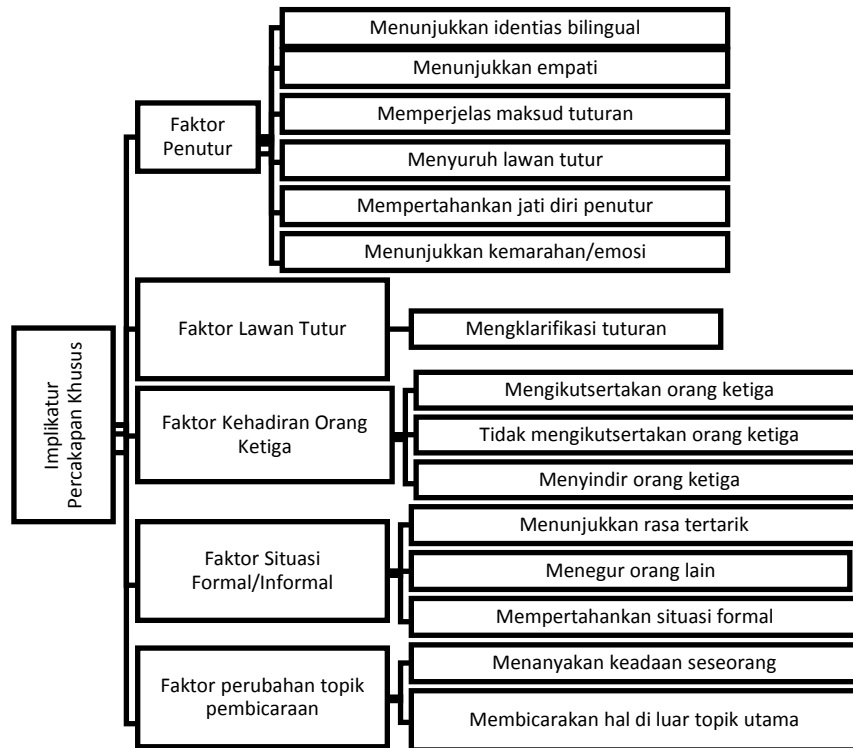 Implikatur
Percakapan Khusus
Faktor
Penutur
Menunjukkan identias bilingual
Menunjukkan empati
Memperjelas maksud tuturan
Menyuruh lawan tutur
Mempertahankan jati diri penutur
Menunjukkan kemarahan/emosi
Faktor Lawan Tutur
Mengklarifikasi tuturan
Faktor Kehadiran Orang
Ketiga
Mengikutsertakan orang ketiga
Tidak mengikutsertakan orang ketiga
Menyindir orang ketiga
Faktor Situasi
Formal/Informal
Menunjukkan rasa tertarik
Menegur orang lain
Mempertahankan situasi formal
Faktor perubahan topik
pembicaraan
Menanyakan keadaan seseorang
Membicarakan hal di luar topik utama